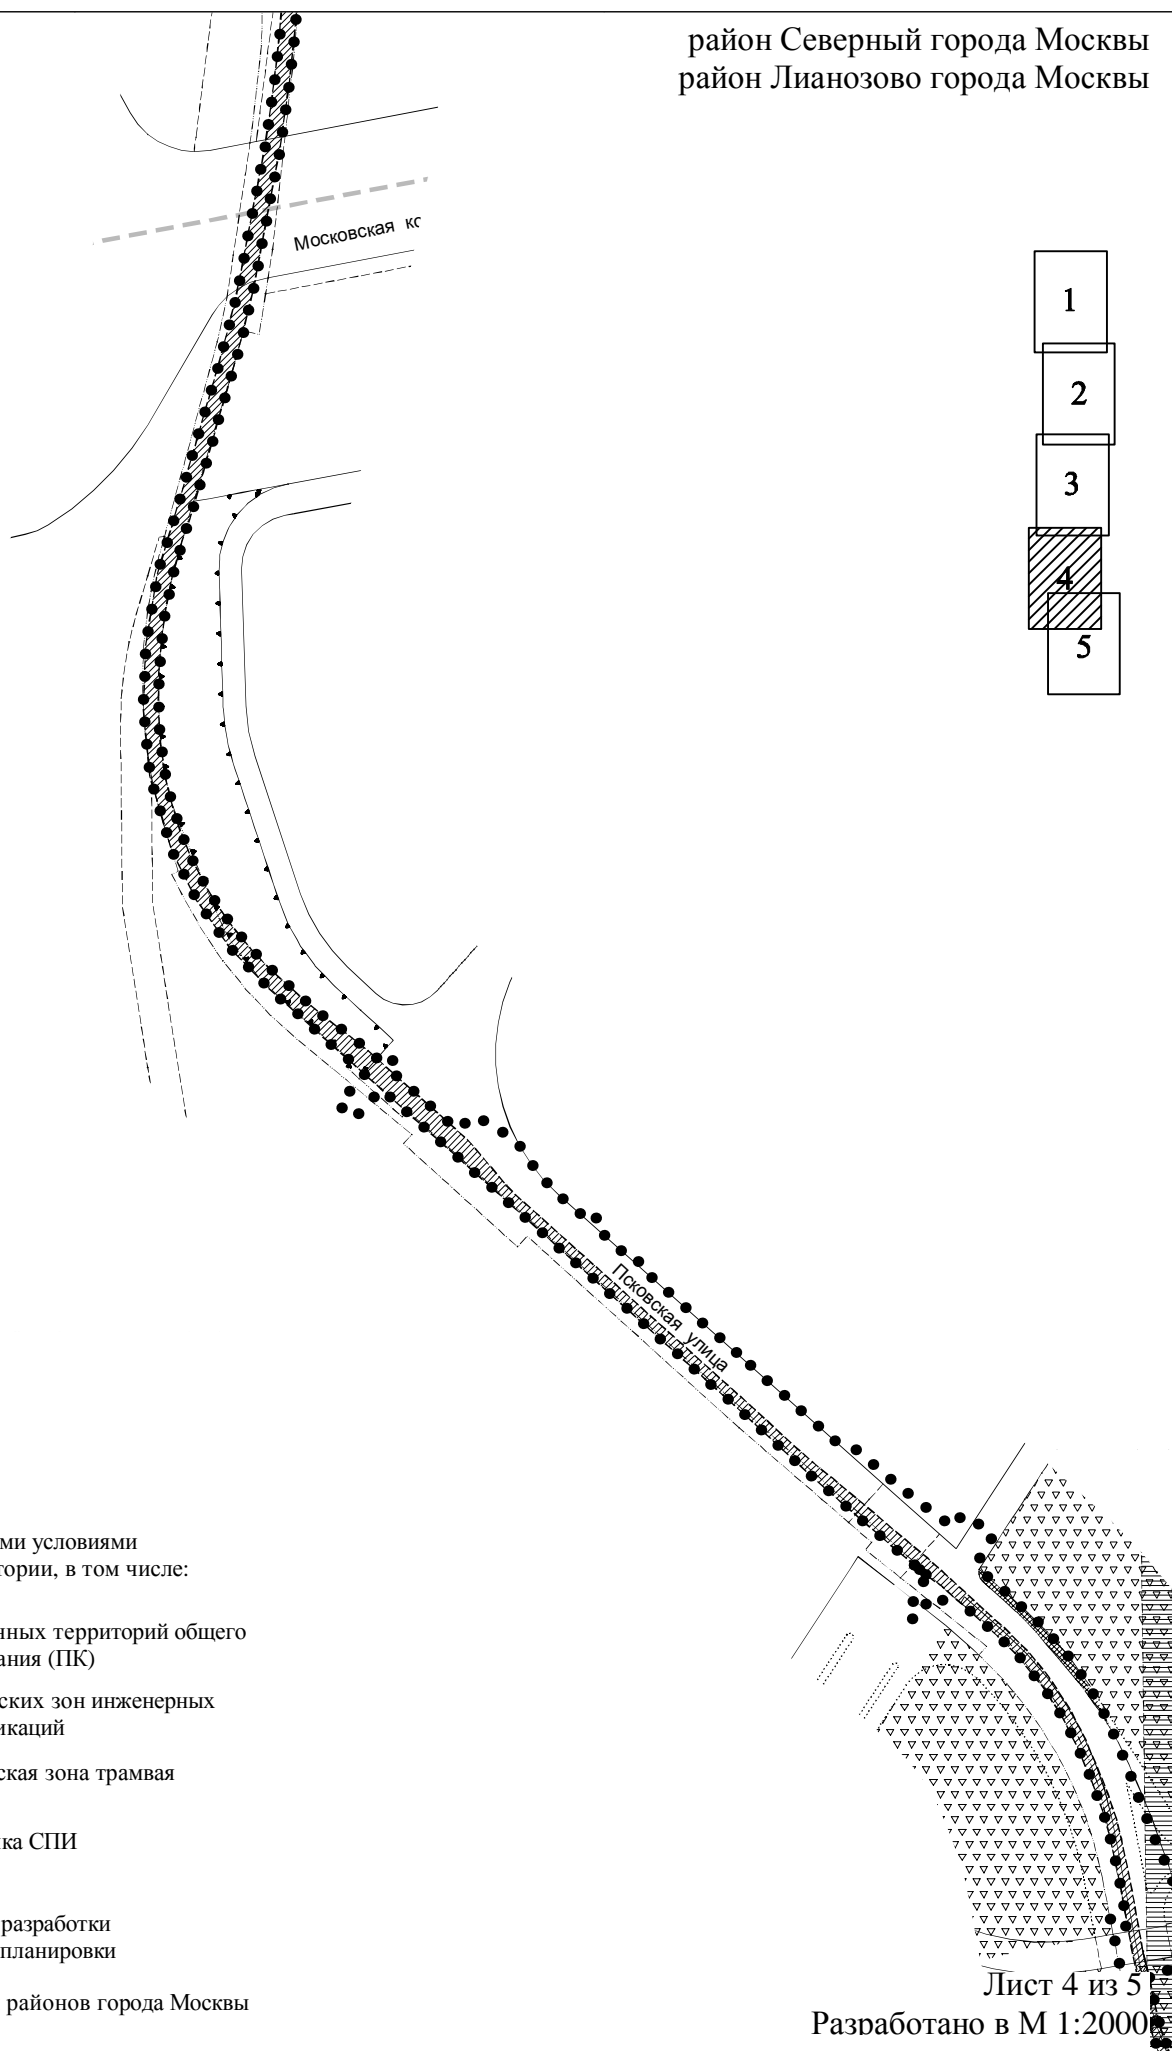 район Северный города Москвы
район Лианозово города Москвы
Московская
1
2
3
4
5
Псковская улица
ми условиями
тории, в том числе:
нных территорий общего
ания (ПК)
ских зон инженерных
икаций
ская зона трамвая
ка СПИ
разработки
планировки
районов города Москвы
Лист 4 из 5
Разработано в М 1:2000